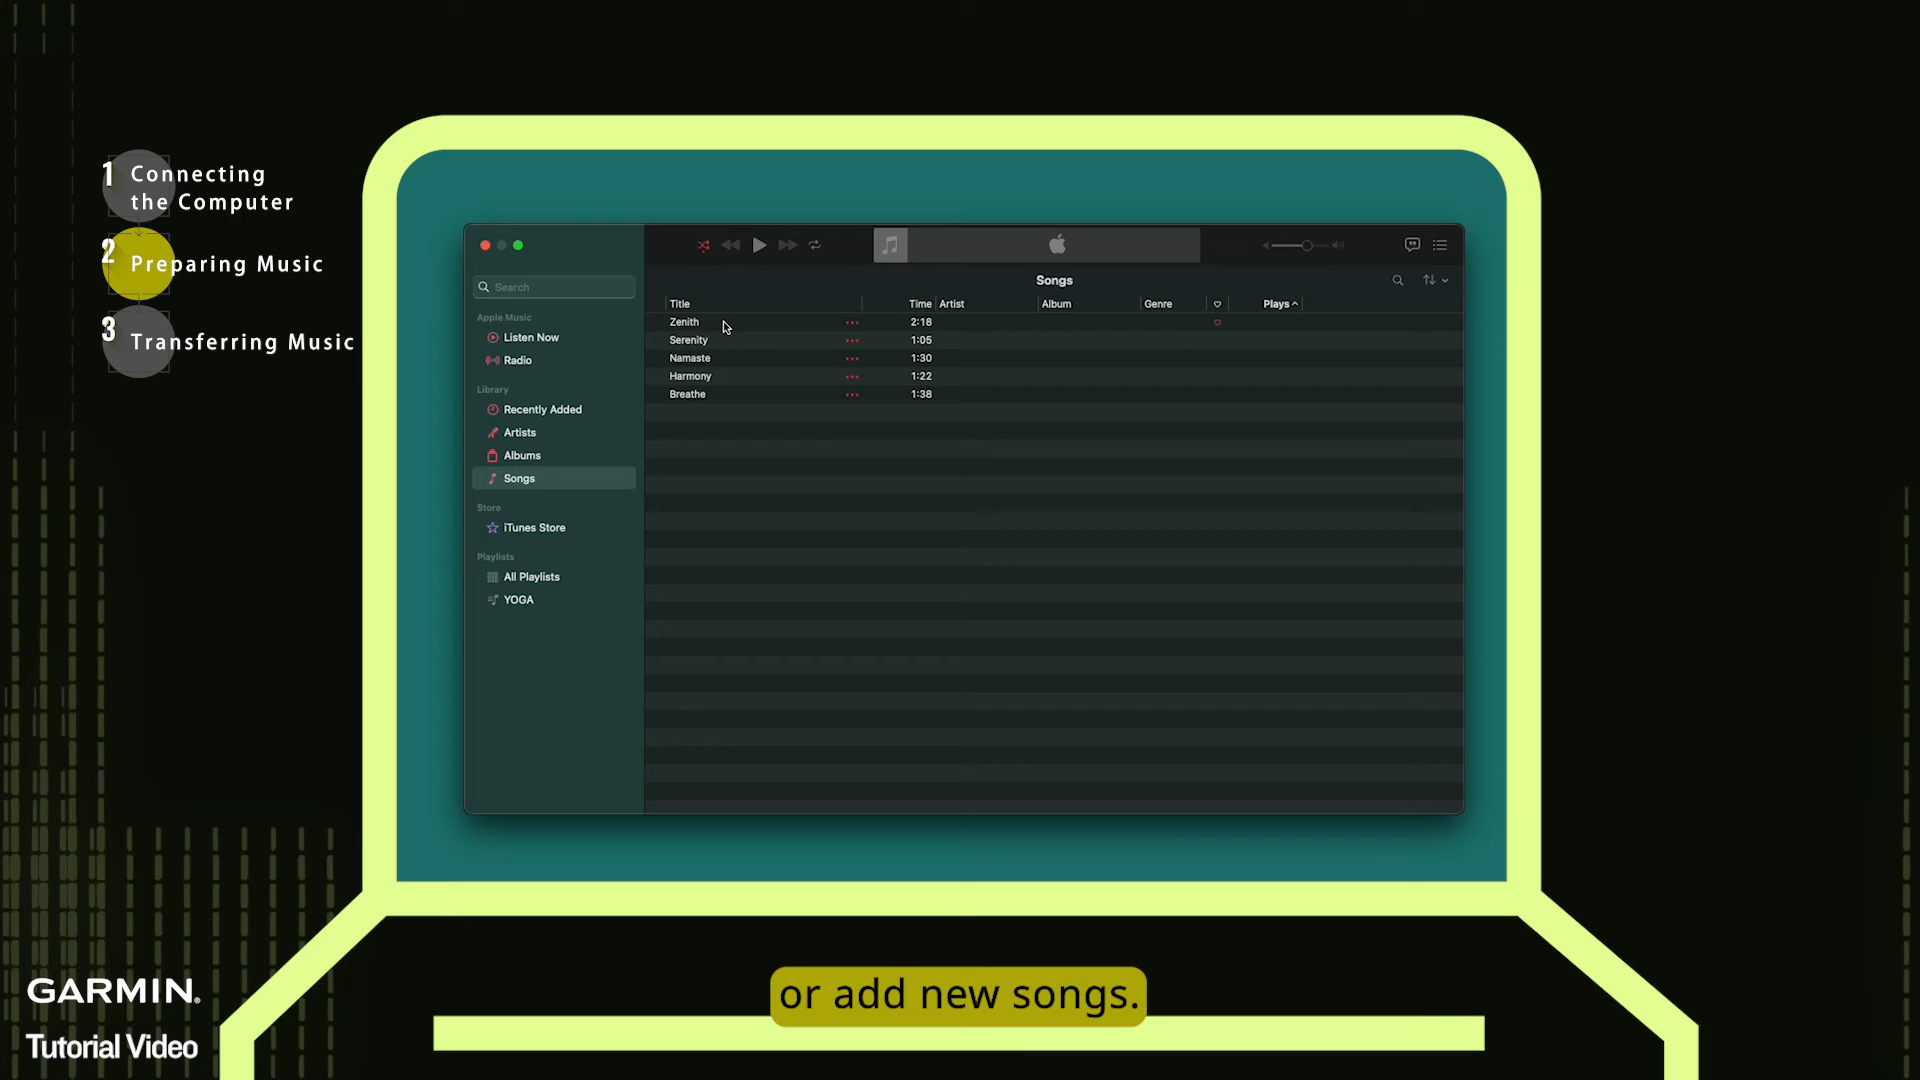 1 Connecting
the Computer
2 Preparing Music
3 Transferring Music
Search
Apple Music
Listen Now
Radio
Library
Recently Added
Artists
Albums
Songs
Store
iTunes Store
Playlists
All Playlists
YOGA
Songs
Title Time Artist Album Genre Plays
Zenith 2:18
Serenity 1:05
Namaste 1:30
Harmony 1:22
Breathe 1:38
or add new songs.
GARMIN®
Tutorial Video